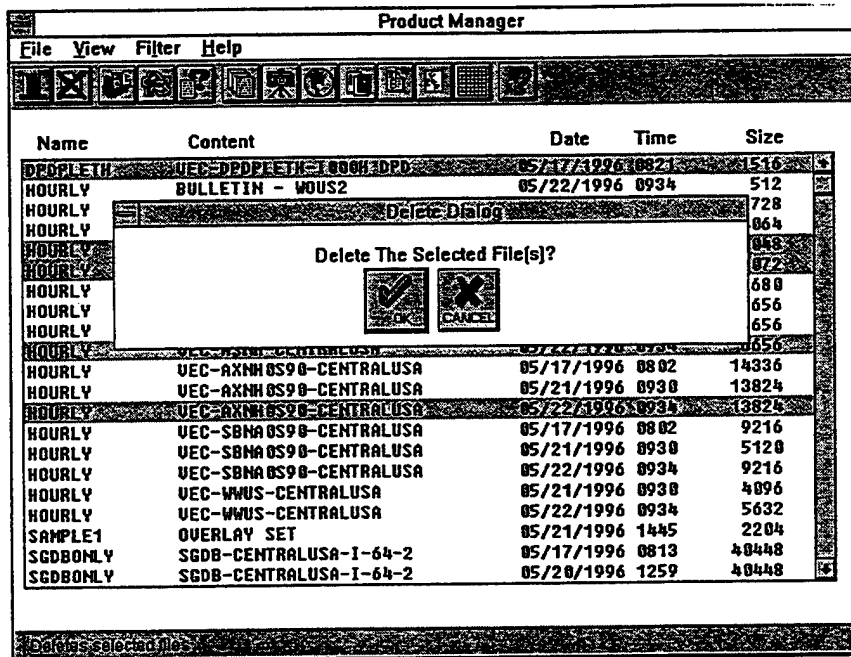 Product Manager
File View Filter Help
Name Content Date Time Size
DPDPLETH VEC-DPDPLETH-T000H DPD 05/17/1996 0821 1516
HOURLY BULLETIN - WOUS2 05/22/1996 0934 512
HOURLY 728
Delete Dialog
HOURLY 064
HOURLY 048
Delete The Selected File(s)?
HOURLY 072
HOURLY 680
HOURLY 656
OK CANCEL
HOURLY 656
HOURLY CENTRALUSA 05/22/1996 0934 656
HOURLY VEC-AXNH0S90-CENTRALUSA 05/17/1996 0802 14336
HOURLY VEC-AXNH0S90-CENTRALUSA 05/21/1996 0930 13824
HOURLY VEC-AXNH0S90-CENTRALUSA 05/22/1996 0934 13824
HOURLY VEC-SBNA0S90-CENTRALUSA 05/17/1996 0802 9216
HOURLY VEC-SBNA0S90-CENTRALUSA 05/21/1996 0930 5120
HOURLY VEC-SBNA0S90-CENTRALUSA 05/22/1996 0934 9216
HOURLY VEC-WWUS-CENTRALUSA 05/21/1996 0930 4096
HOURLY VEC-WWUS-CENTRALUSA 05/22/1996 0934 5632
SAMPLE1 OVERLAY SET 05/21/1996 1445 2204
SGDBONLY SGDB-CENTRALUSA-I-64-2 05/17/1996 0813 40448
SGDBONLY SGDB-CENTRALUSA-I-64-2 05/20/1996 1259 40448
Deletes selected files